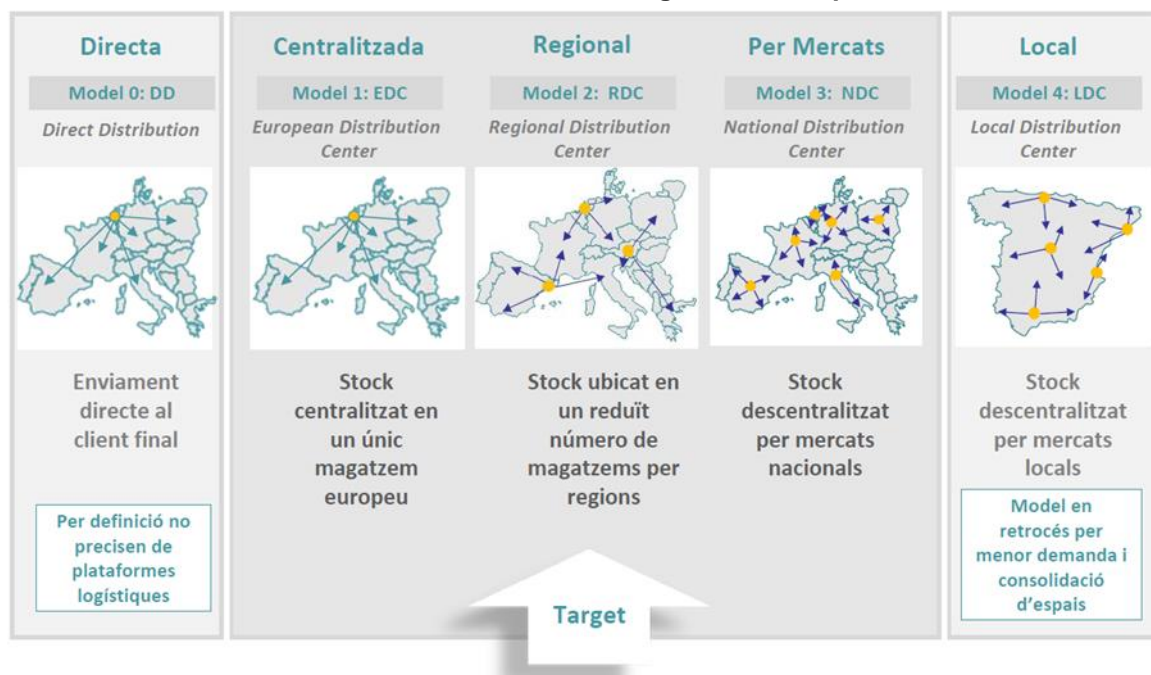 Directa
Model 0: DD
Direct Distribution
Enviament
directe al
client final
Per definició no
precisen de
plataformes
logístiques
Centralitzada
Model 1: EDC
European Distribution
Center
Stock
centralitzat en
un únic
magatzem
europeu
Regional
Model 2: RDC
Regional Distribution
Center
Stock ubicat en
un reduït
número de
magatzems per
regions
Per Mercats
Model 3: NDC
National Distribution
Center
Stock
descentralitzat
per mercats
nacionals
Target
Local
Model 4: LDC
Local Distribution
Center
Stock
descentralitzat
per mercats
locals
Model en
retrocés per
menor demanda i
consolidació
d'espais